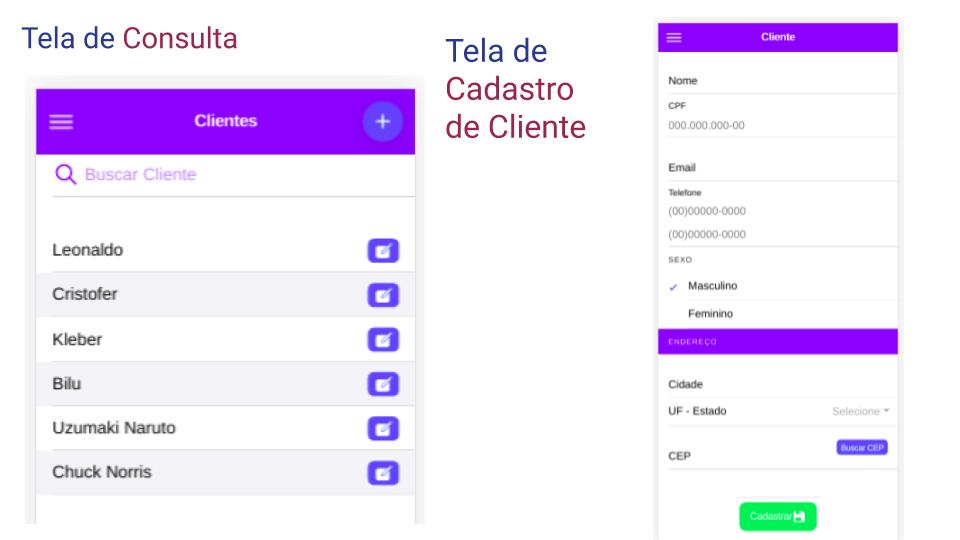 Tela de Consulta
Clientes
+
Buscar Cliente
Leonaldo
Cristofer
Kleber
Bilu
Uzumaki Naruto
Chuck Norris
Tela de
Cadastro
de Cliente
Cliente
Nome
CPF
000.000.000-00
Email
Telefone
(00)00000-0000
(00)00000-0000
SEXO
Masculino
Feminino
ENDEREÇO
Cidade
UF - Estado Selecione
Buscar CEP
CEP
Cadastrar